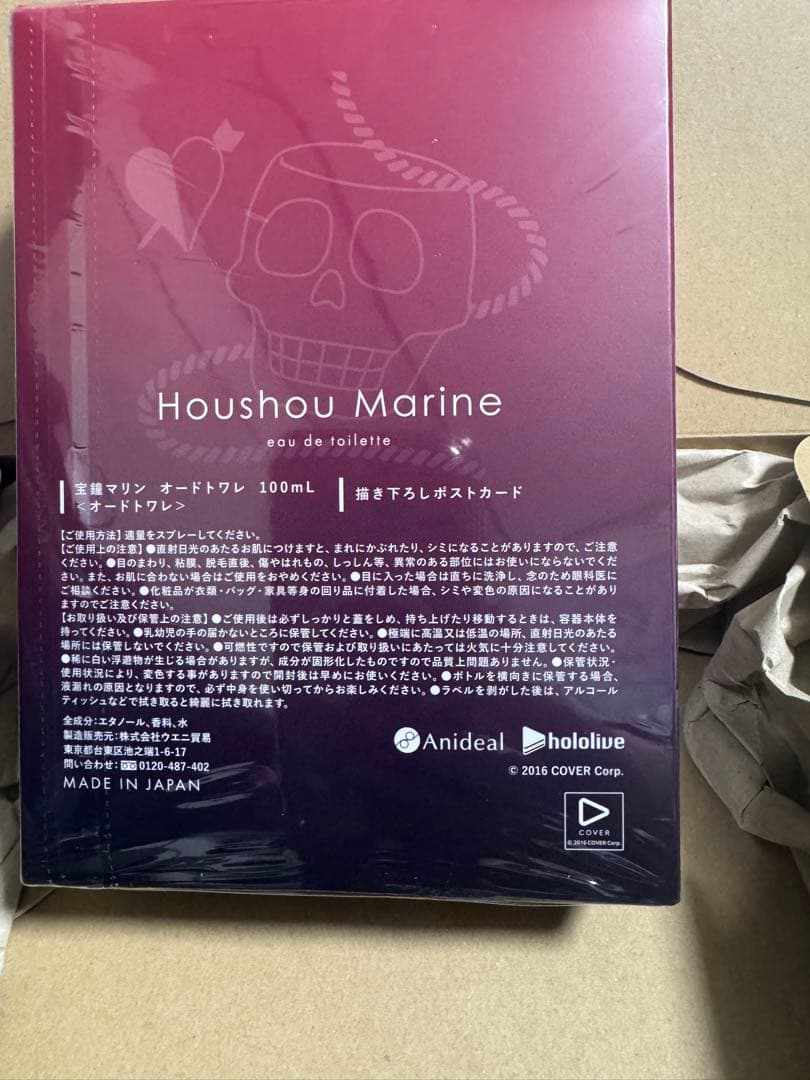 Houshou Marine
eau de toilette
宝鐘マリン オードトワレ 100mL
＜オードトワレ＞
描き下ろしポストカード
【ご使用方法】適量をスプレーしてください。
【ご使用上の注意】●直射日光のあたるお肌につけますと、まれにかぶれたり、シミになることがありますので、ご注意
ください。●目のまわり、粘膜、脱毛直後、傷やはれもの、しっしん等、異常のある部位にはお使いにならないでくだ
さい。また、お肌に合わない場合はご使用をおやめください。●目に入った場合は直ちに洗浄し、念のため眼科医に
ご相談ください。●化粧品が衣類・バッグ・家具等身の回り品に付着した場合、シミや変色の原因になることがあり
ますのでご注意ください。
【お取り扱い及び保管上の注意】●ご使用後は必ずしっかりと蓋をしめ、持ち上げたり移動するときは、容器本体を
持ってください。●乳幼児の手の届かないところに保管してください。●極端に高温又は低温の場所、直射日光のあたる
場所には保管しないでください。●可燃性ですので保管および取り扱いにあたっては火気に十分注意してください。
●稀に白い浮遊物が生じる場合がありますが、成分が固形化したものですので品質上問題ありません。●保管状況・
使用状況により、変色する事がありますので開封後は早めにお使いください。●ボトルを横向きに保管する場合、
液漏れの原因となりますので、必ず中身を使い切ってからお楽しみください。●ラベルを剥がした後は、アルコール
ティッシュなどで拭き取ると綺麗に拭き取れます。
全成分：エタノール、香料、水
製造販売元：株式会社ウエニ貿易
東京都台東区池之端1-6-17
問い合わせ：0120-487-402
MADE IN JAPAN
Anideal
hololive
© 2016 COVER Corp.
COVER
© 2016 COVER Corp.